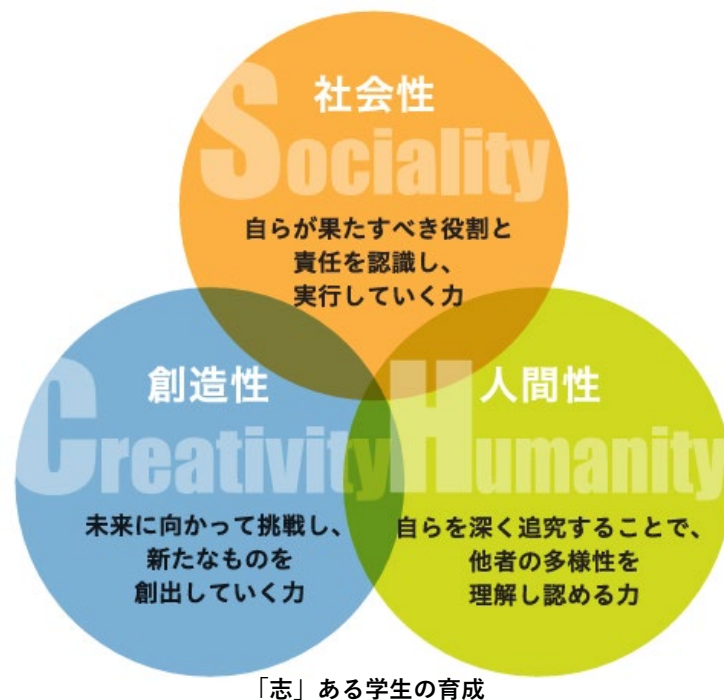 社会性
Sociality
自らが果たすべき役割と
責任を認識し、
実行していく力
創造性
Creativity
未来に向かって挑戦し、
新たなものを
創出していく力
人間性
Humanity
自らを深く追究することで、
他者の多様性を
理解し認める力
「志」ある学生の育成